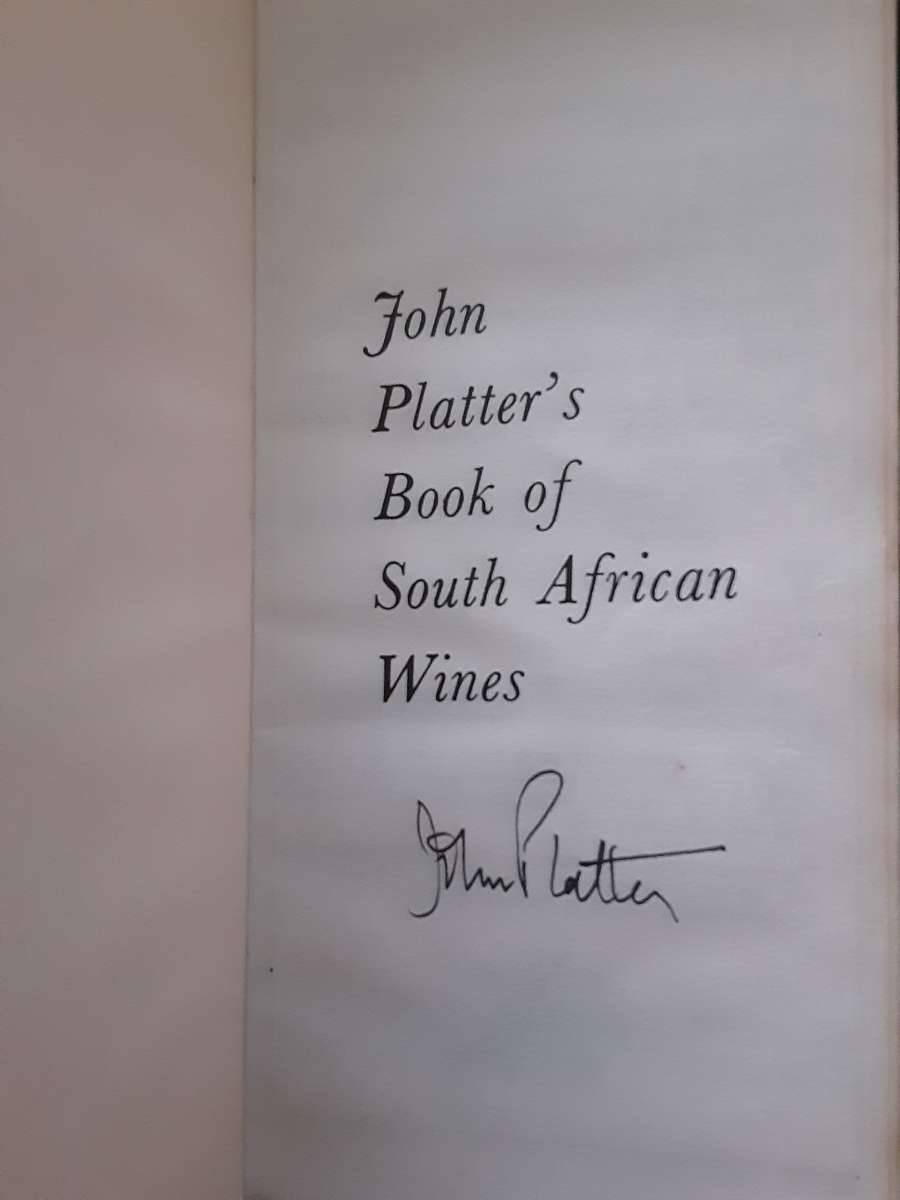 John
Platter's
Book of
South African
Wines
John Platter